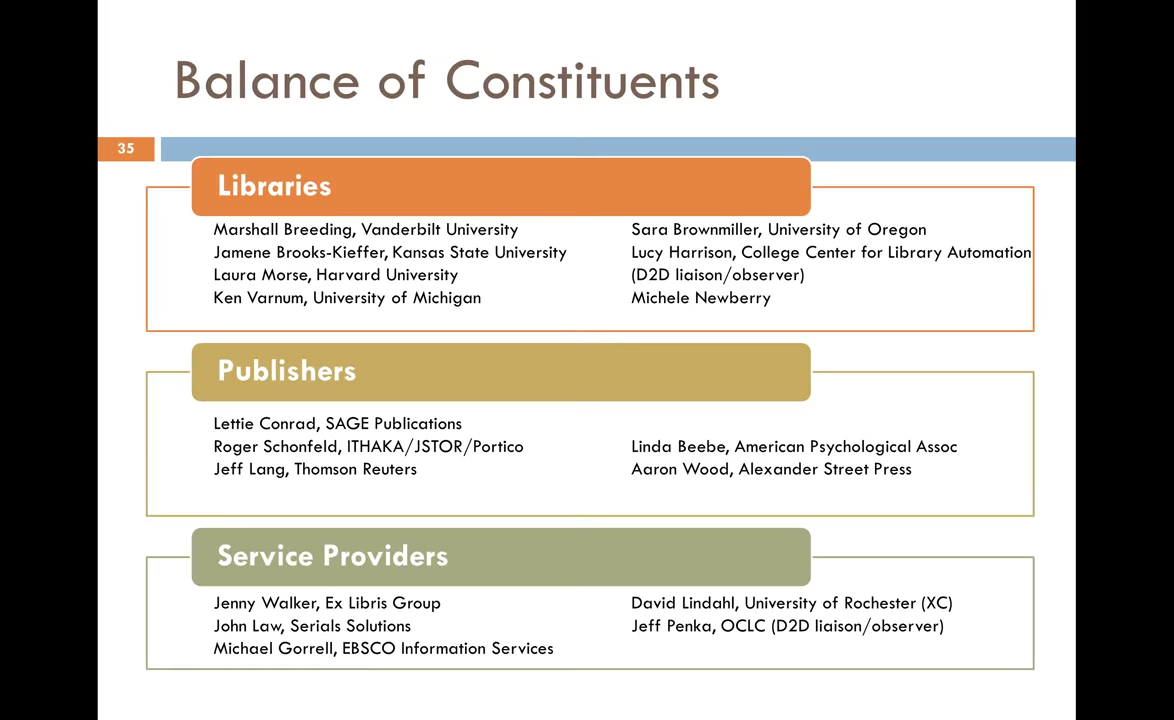 Balance of Constituents
35
Libraries
Marshall Breeding, Vanderbilt University
Jamene Brooks-Kieffer, Kansas State University
Laura Morse, Harvard University
Ken Varnum, University of Michigan
Sara Brownmiller, University of Oregon
Lucy Harrison, College Center for Library Automation
(D2D liaison/observer)
Michele Newberry
Publishers
Lettie Conrad, SAGE Publications
Roger Schonfeld, ITHAKA/JSTOR/Portico
Jeff Lang, Thomson Reuters
Linda Beebe, American Psychological Assoc
Aaron Wood, Alexander Street Press
Service Providers
Jenny Walker, Ex Libris Group
John Law, Serials Solutions
Michael Gorrell, EBSCO Information Services
David Lindahl, University of Rochester (XC)
Jeff Penka, OCLC (D2D liaison/observer)